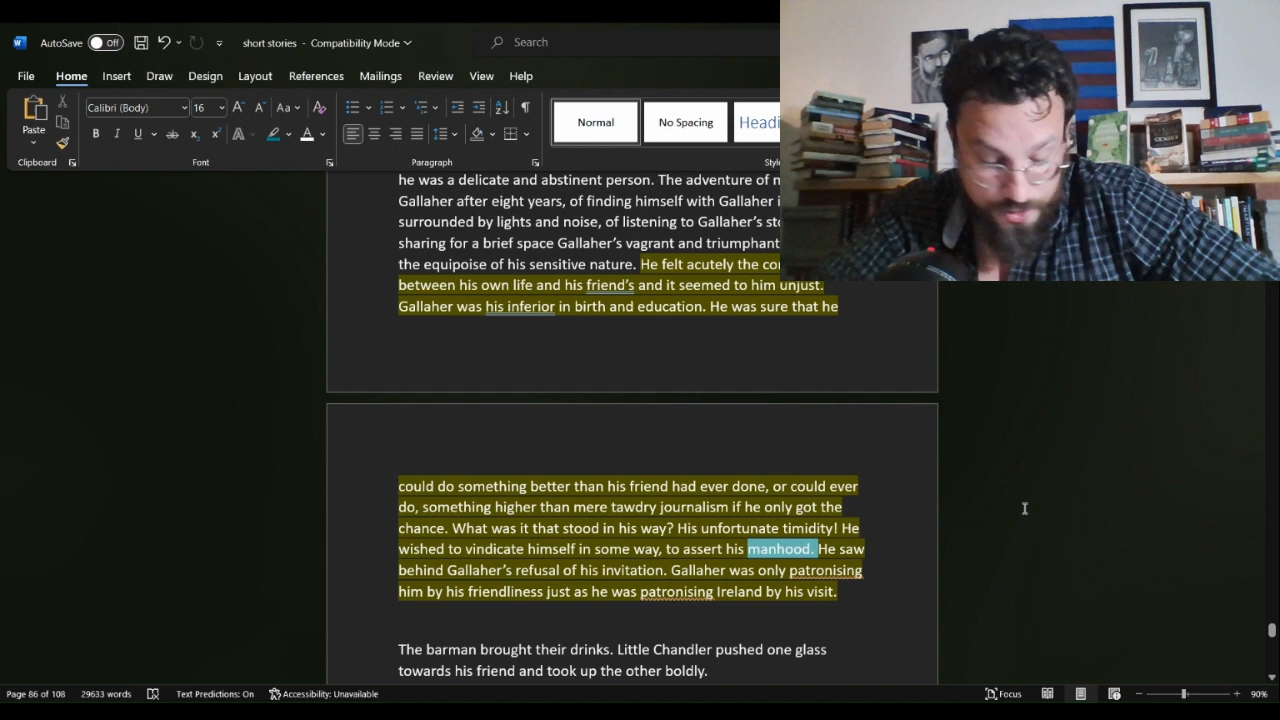 AutoSave Off short stories - Compatibility Mode Search
File Home Insert Draw Design Layout References Mailings Review View Help
Calibri (Body) 16 Aa
Paste B I U ab x₂ x² A A Normal No Spacing Headi
Clipboard Font Paragraph Style
he was a delicate and abstinent person. The adventure of
Gallaher after eight years, of finding himself with Gallaher
surrounded by lights and noise, of listening to Gallaher's
sharing for a brief space Gallaher's vagrant and triumphant
the equipoise of his sensitive nature. He felt acutely the
between his own life and his friend's and it seemed to him unjust.
Gallaher was his inferior in birth and education. He was sure that he
could do something better than his friend had ever done, or could ever
do, something higher than mere tawdry journalism if he only got the
chance. What was it that stood in his way? His unfortunate timidity! He
wished to vindicate himself in some way, to assert his manhood. He saw
behind Gallaher's refusal of his invitation. Gallaher was only patronising
him by his friendliness just as he was patronising Ireland by his visit.
The barman brought their drinks. Little Chandler pushed one glass
towards his friend and took up the other boldly.
Page 86 of 108 29633 words Text Predictions: On Accessibility: Unavailable Focus 90%
GENIUS